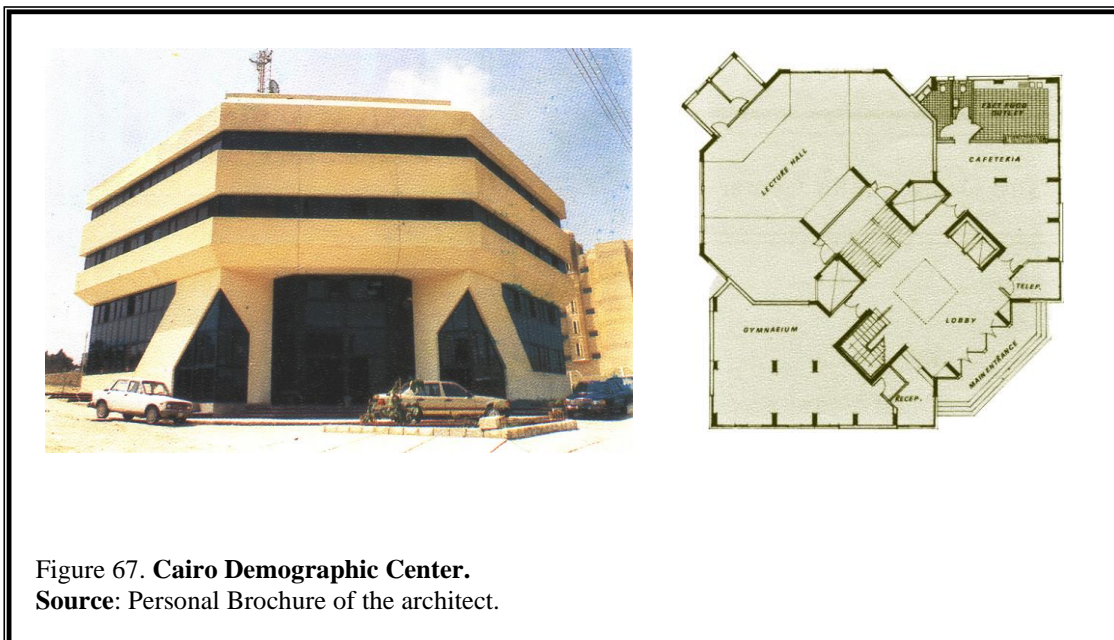 LECTURE HALL
FAST FOOD
OUTLET
CAFETERIA
TELEP.
GYMNASIUM
LOBBY
MAIN ENTRANCE
RECEP.
Figure 67. Cairo Demographic Center.
Source: Personal Brochure of the architect.